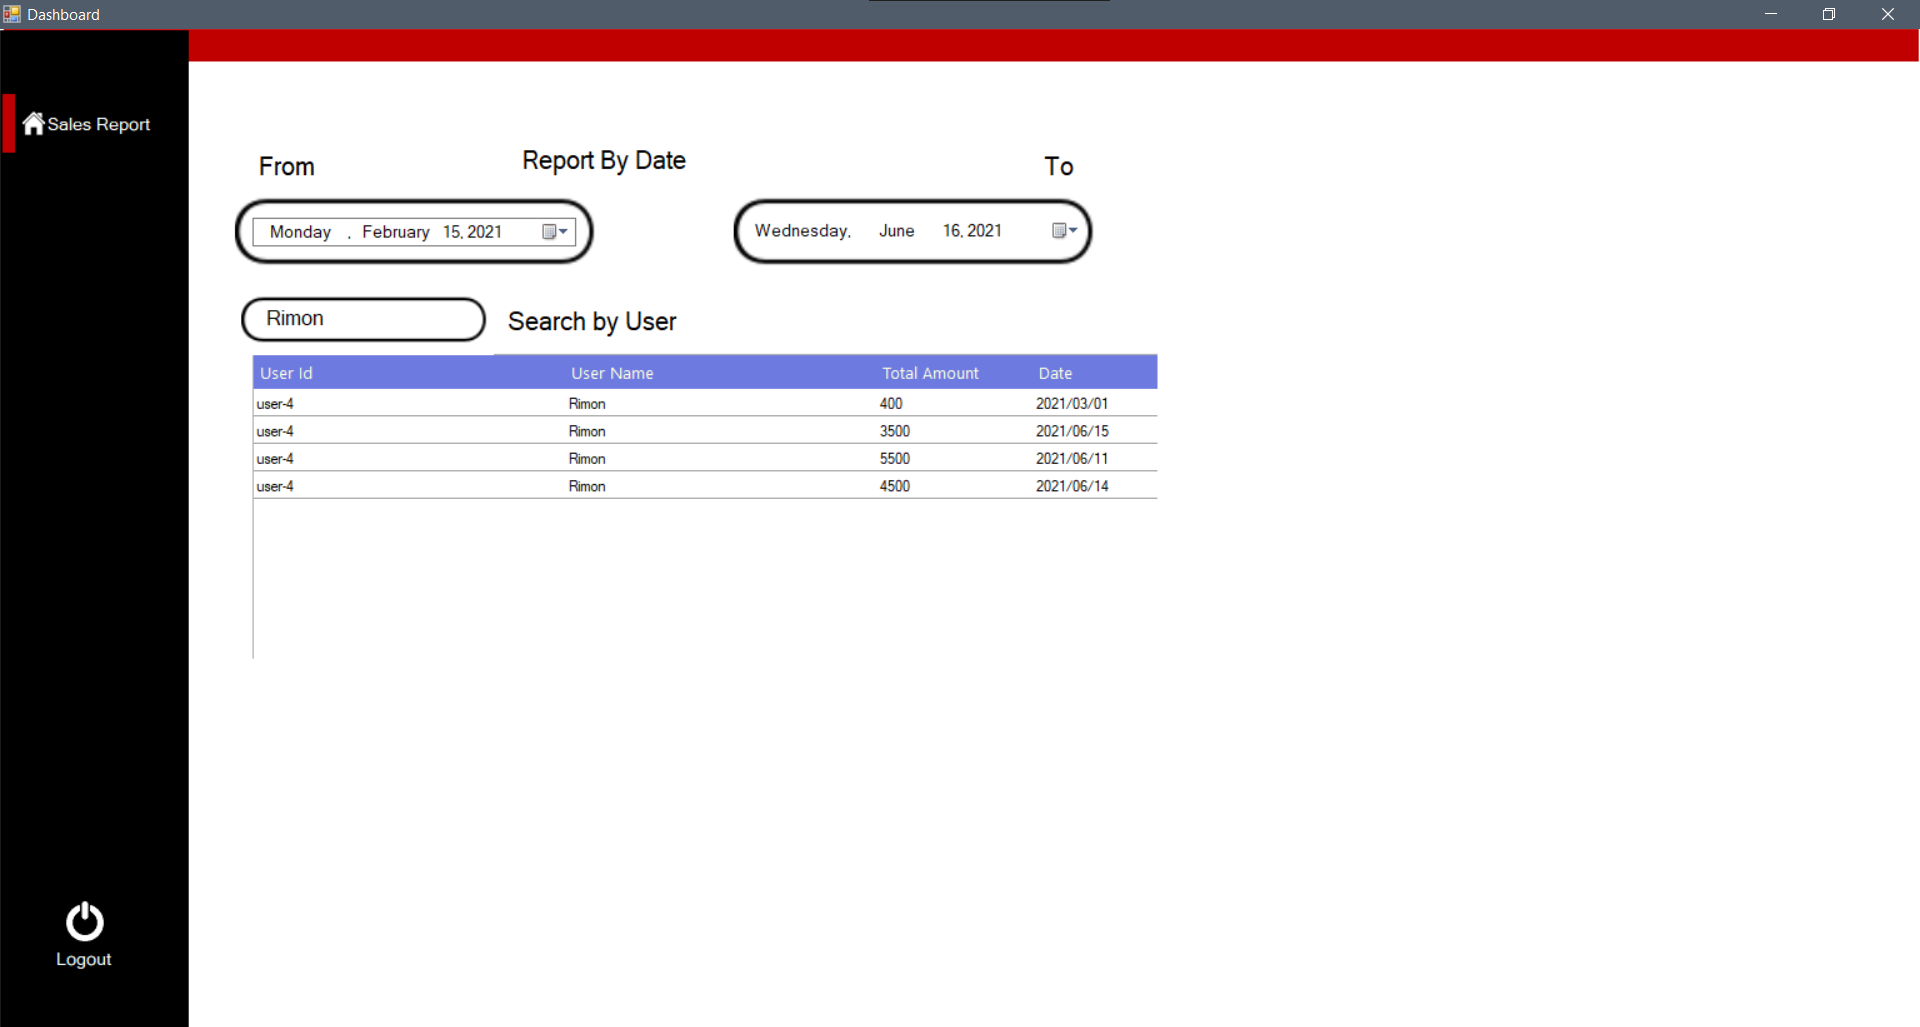 Dashboard
Sales Report
From Report By Date To
Monday , February 15, 2021 Wednesday, June 16, 2021
Rimon Search by User
User Id User Name Total Amount Date
user-4 Rimon 400 2021/03/01
user-4 Rimon 3500 2021/06/15
user-4 Rimon 5500 2021/06/11
user-4 Rimon 4500 2021/06/14
Logout